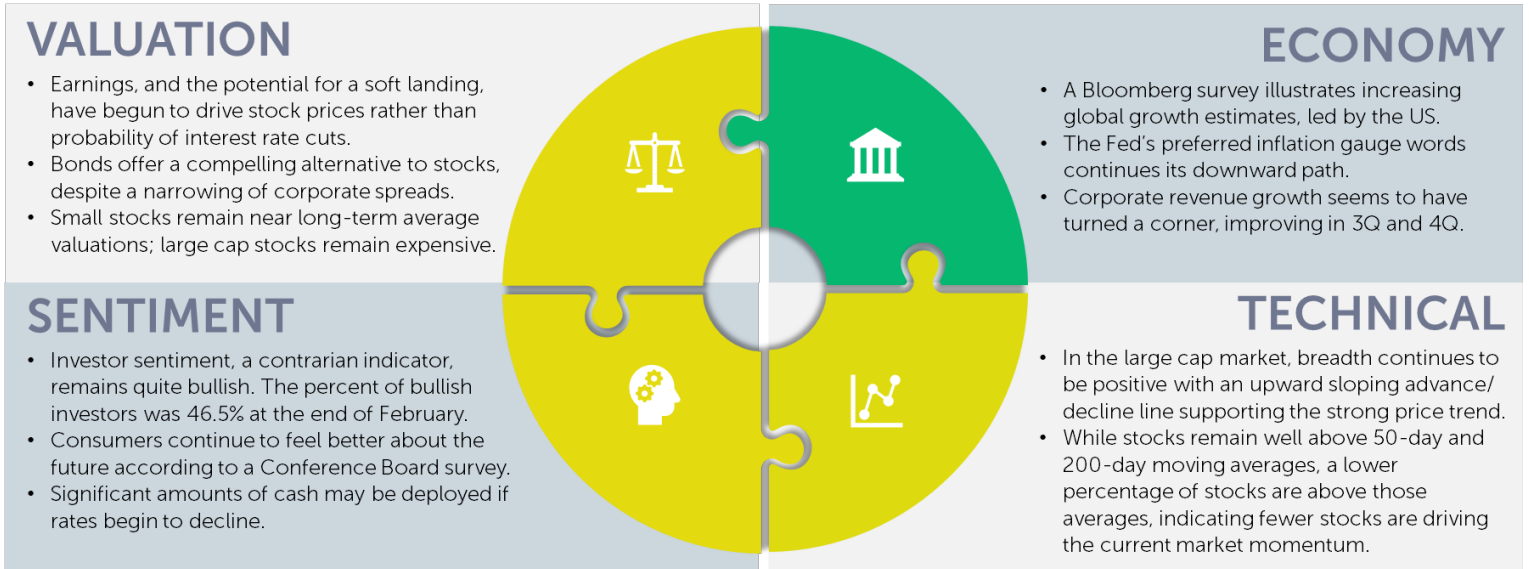 VALUATION
• Earnings, and the potential for a soft landing,
have begun to drive stock prices rather than
probability of interest rate cuts.
• Bonds offer a compelling alternative to stocks,
despite a narrowing of corporate spreads.
• Small stocks remain near long-term average
valuations; large cap stocks remain expensive.
ECONOMY
• A Bloomberg survey illustrates increasing
global growth estimates, led by the US.
• The Fed’s preferred inflation gauge words
continues its downward path.
• Corporate revenue growth seems to have
turned a corner, improving in 3Q and 4Q.
SENTIMENT
• Investor sentiment, a contrarian indicator,
remains quite bullish. The percent of bullish
investors was 46.5% at the end of February.
• Consumers continue to feel better about the
future according to a Conference Board survey.
• Significant amounts of cash may be deployed if
rates begin to decline.
TECHNICAL
• In the large cap market, breadth continues to
be positive with an upward sloping advance/
decline line supporting the strong price trend.
• While stocks remain well above 50-day and
200-day moving averages, a lower
percentage of stocks are above those
averages, indicating fewer stocks are driving
the current market momentum.